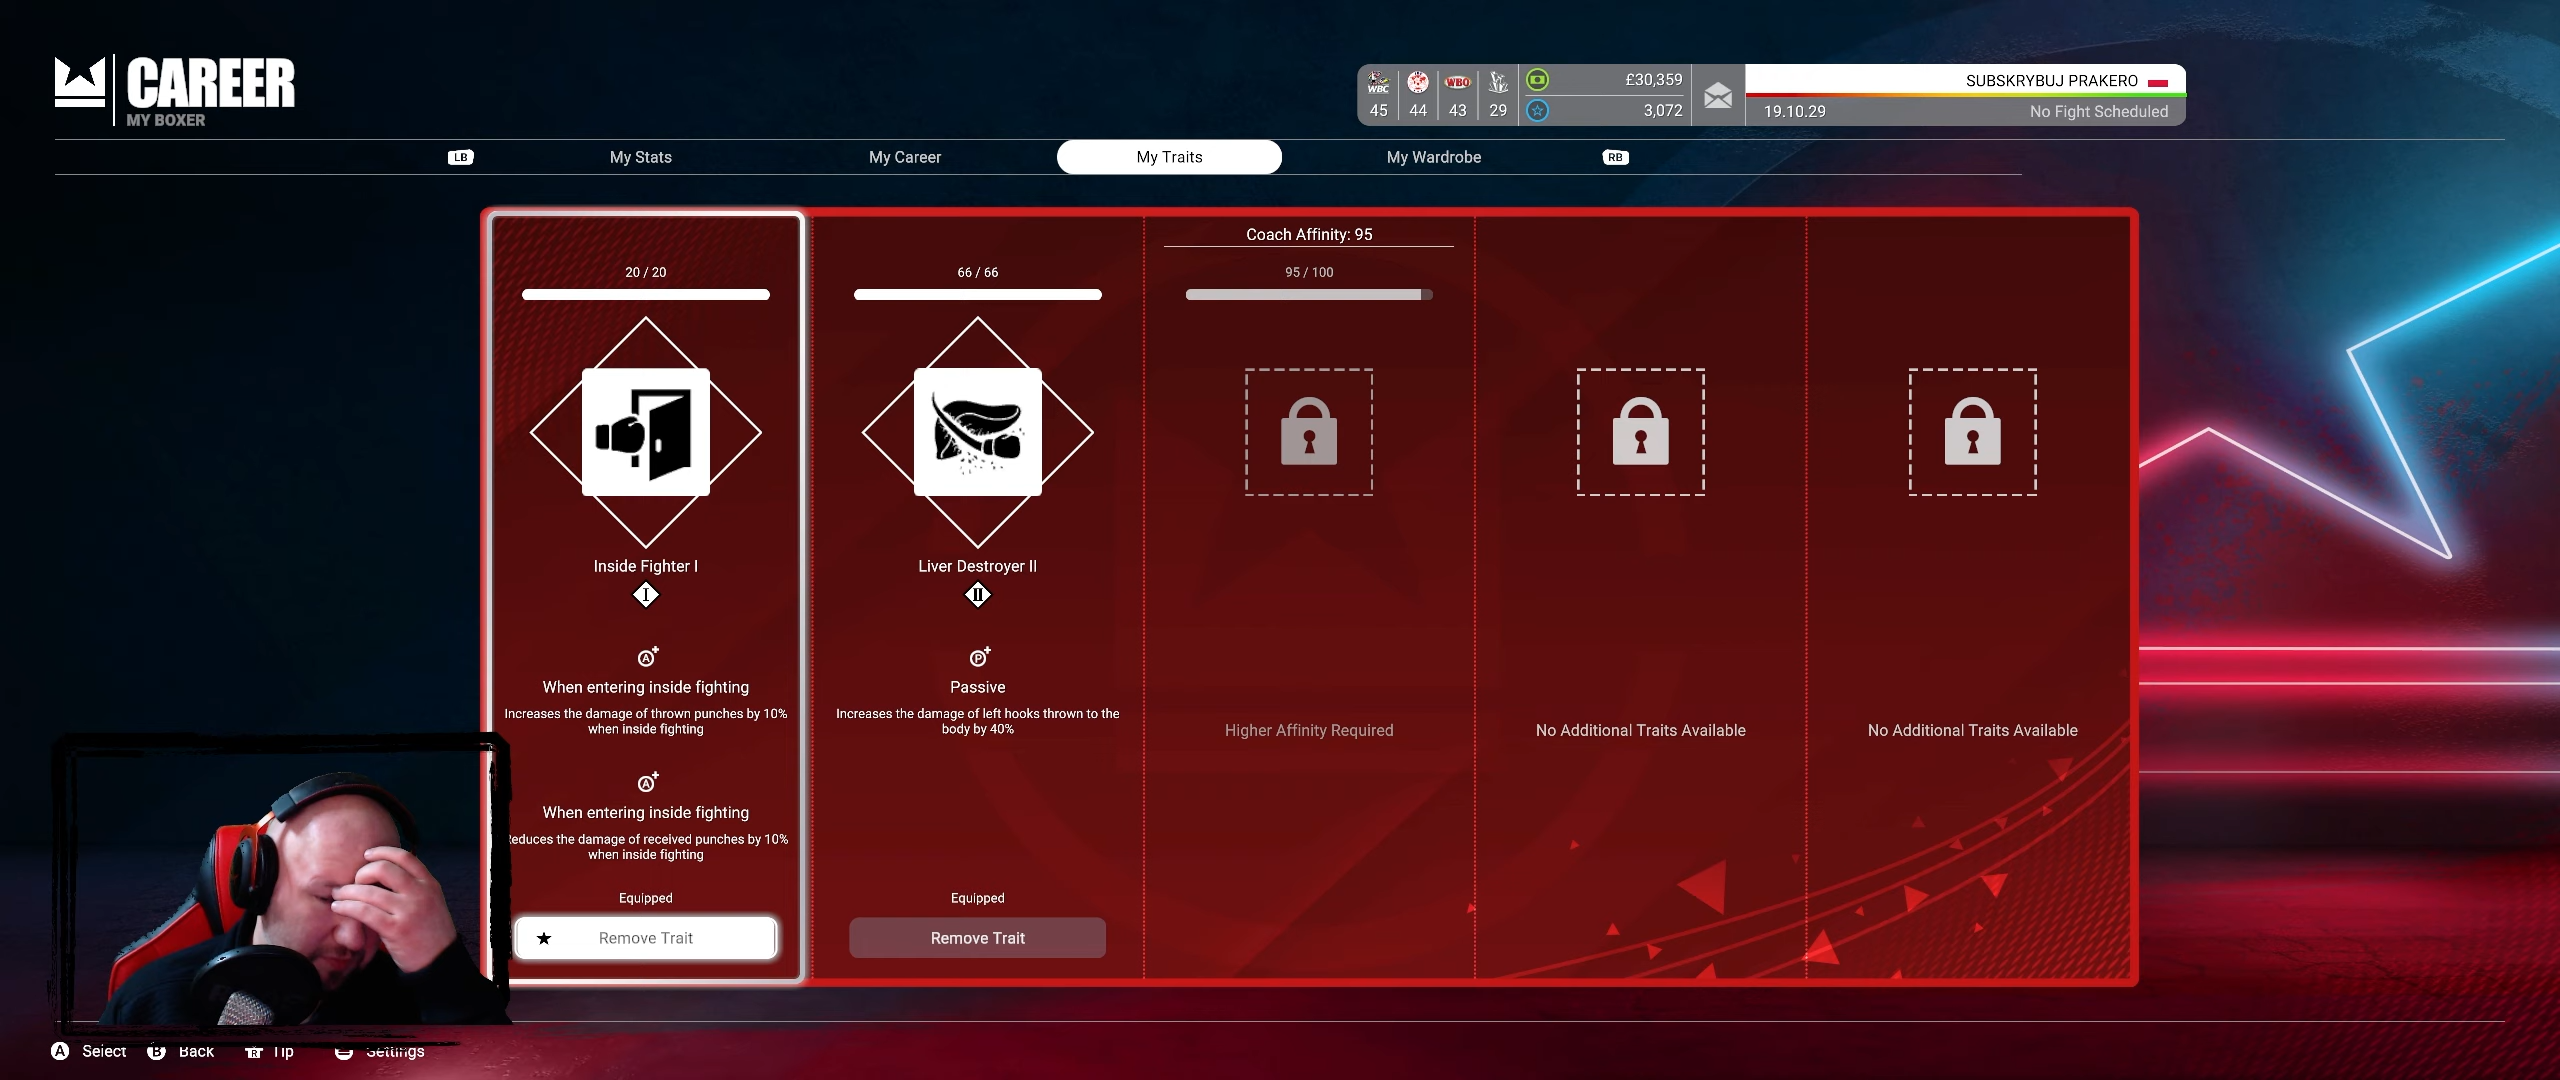 CAREER
MY BOXER
WBC
WBO
45
44
43
29
£30,359
3,072
SUBSKRYBUJ PRAKERO
19.10.29
No Fight Scheduled
LB
My Stats
My Career
My Traits
My Wardrobe
RB
Coach Affinity: 95
20 / 20
66 / 66
95 / 100
Inside Fighter I
I
A+
When entering inside fighting
Increases the damage of thrown punches by 10%
when inside fighting
A+
When entering inside fighting
Reduces the damage of received punches by 10%
when inside fighting
Equipped
Remove Trait
Liver Destroyer II
II
P+
Passive
Increases the damage of left hooks thrown to the
body by 40%
Equipped
Remove Trait
Higher Affinity Required
No Additional Traits Available
No Additional Traits Available
A Select
B Back
R Tip
Settings